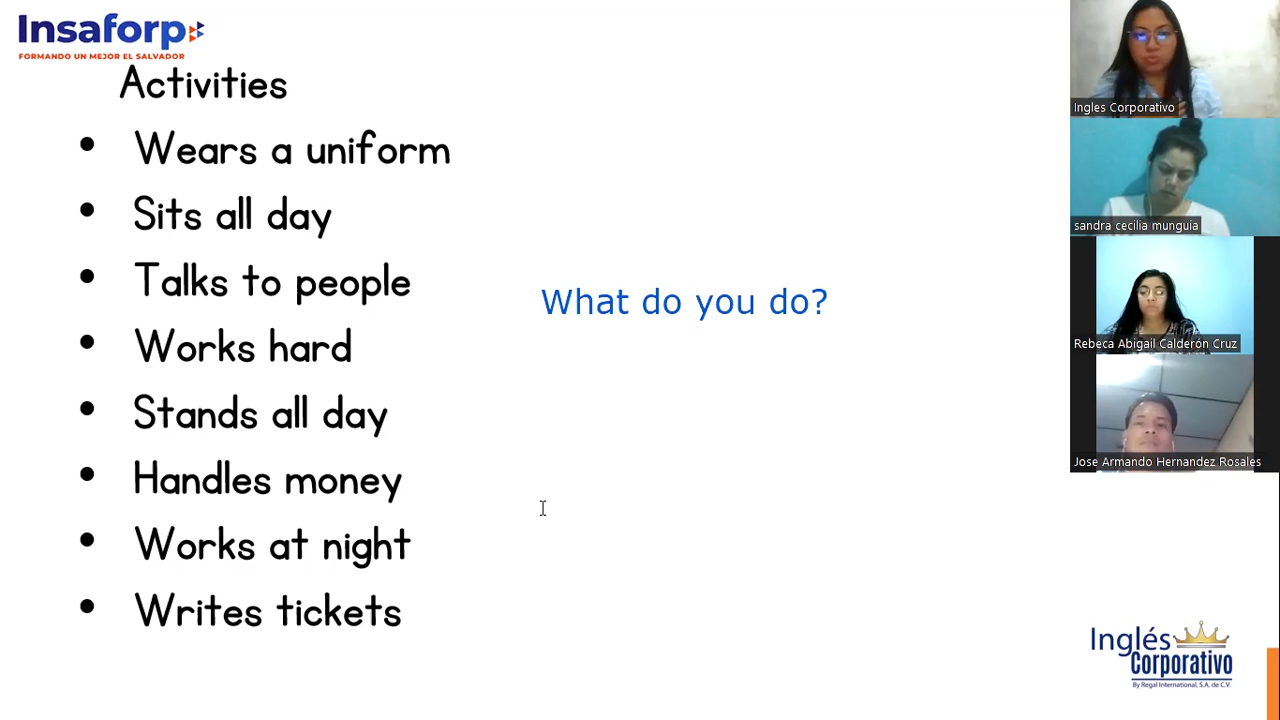 Insaforp
FORMANDO UN MEJOR EL SALVADOR
Activities
• Wears a uniform
• Sits all day
• Talks to people
• Works hard
• Stands all day
• Handles money
• Works at night
• Writes tickets
What do you do?
Ingles Corporativo
sandra cecilia munguia
Rebeca Abigail Calderón Cruz
Jose Armando Hernandez Rosales
Inglés
Corporativo
By Regal International, S.A. de C.V.